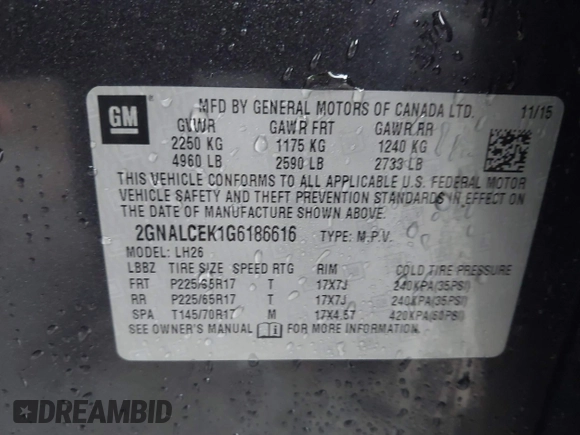 GM
MFD BY GENERAL MOTORS OF CANADA LTD. 11/15
GVWR GAWR FRT GAWR RR
2250 KG 1175 KG 1240 KG
4960 LB 2590 LB 2733 LB
THIS VEHICLE CONFORMS TO ALL APPLICABLE U.S. FEDERAL MOTOR
VEHICLE SAFETY AND THEFT PREVENTION STANDARDS IN EFFECT ON
THE DATE OF MANUFACTURE SHOWN ABOVE.
2GNALCEK1G6186616 TYPE: M.P.V.
MODEL: LH26
LBBZ TIRE SIZE SPEED RTG RIM COLD TIRE PRESSURE
FRT P225/65R17 T 17X7J 240KPA(35PSI)
RR P225/65R17 T 17X7J 240KPA(35PSI)
SPA T145/70R17 M 17X4.5T 420KPA(60PSI)
SEE OWNER'S MANUAL FOR MORE INFORMATION.
DREAMBID